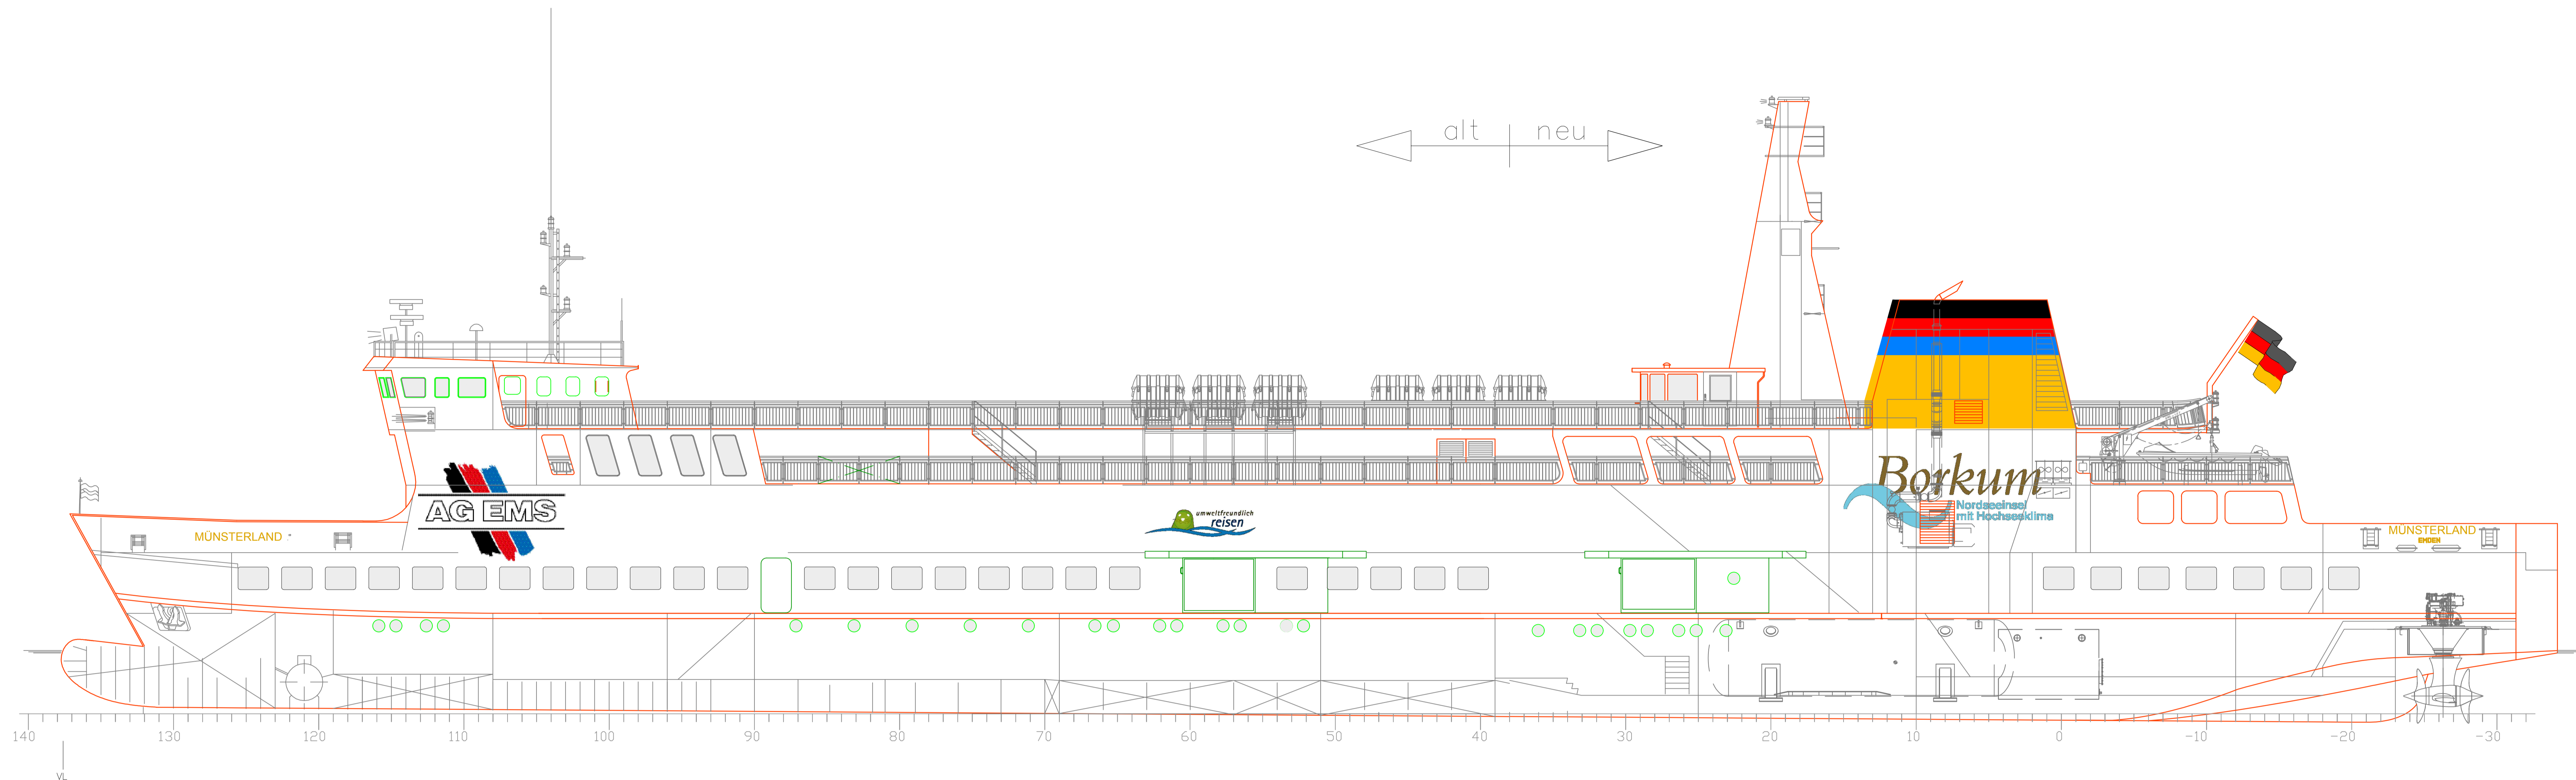 alt neu
Borkum
Nordseeinsel
mit Hochseeklima
AG EMS
umweltfreundlich
reisen
MÜNSTERLAND
MÜNSTERLAND
EMDEN
140 130 120 110 100 90 80 70 60 50 40 30 20 10 0 -10 -20 -30
VL